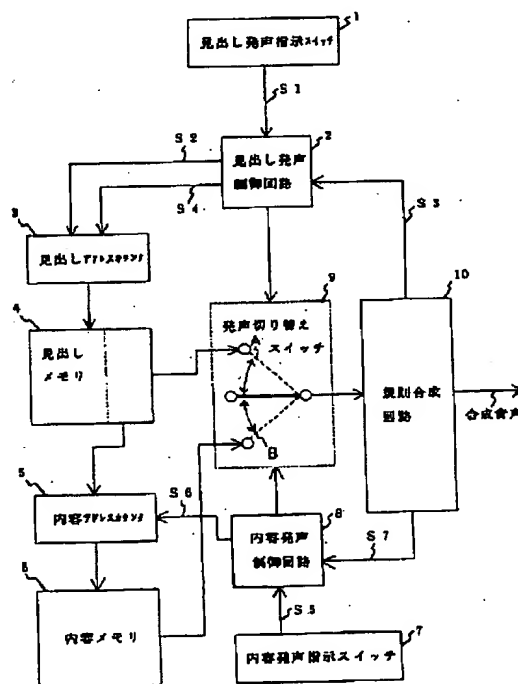 1
見出し発声指示スイッチ
S1
2
見出し発声
制御回路
S2
S4
S3
3
見出しアドレスカウンタ
4
見出し
メモリ
9
発声切り替え
スイッチ
A
B
10
規則合成
回路
合成音声
5
内容アドレスカウンタ
S6
8
内容発声
制御回路
S7
6
内容メモリ
S5
7
内容発声指示スイッチ